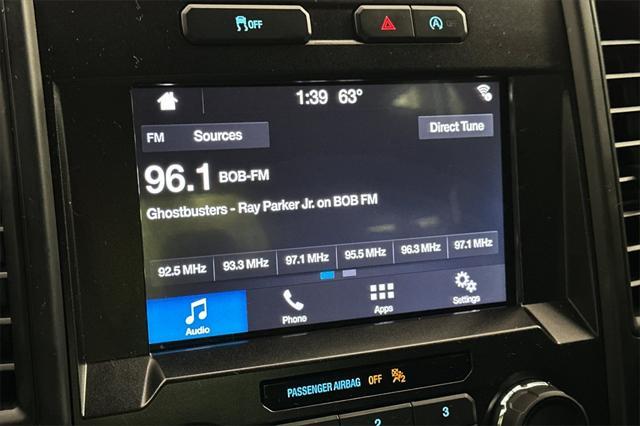 OFF
A
1:39 63°
FM Sources
Direct Tune
96.1 BOB-FM
Ghostbusters - Ray Parker Jr. on BOB FM
92.5 MHz 93.3 MHz 97.1 MHz 95.5 MHz 96.3 MHz 97.1 MHz
Audio Phone Apps Settings
PASSENGER AIRBAG OFF 2
2 3